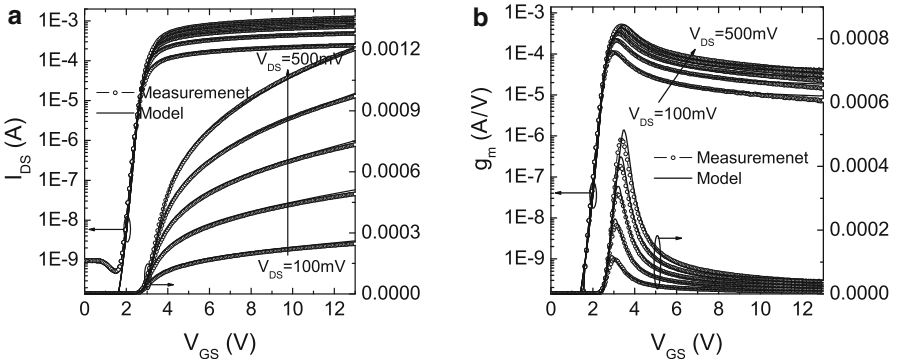 a
1E-3
1E-4
1E-5
1E-6
1E-7
1E-8
1E-9
I_DS (A)
0.0012
0.0009
0.0006
0.0003
0.0000
V_DS=500mV
Measuremenet
Model
V_DS=100mV
0 2 4 6 8 10 12
V_GS (V)
b
1E-3
1E-4
1E-5
1E-6
1E-7
1E-8
1E-9
g_m (A/V)
0.0008
0.0006
0.0004
0.0002
0.0000
V_DS=500mV
V_DS=100mV
Measuremenet
Model
0 2 4 6 8 10 12
V_GS (V)